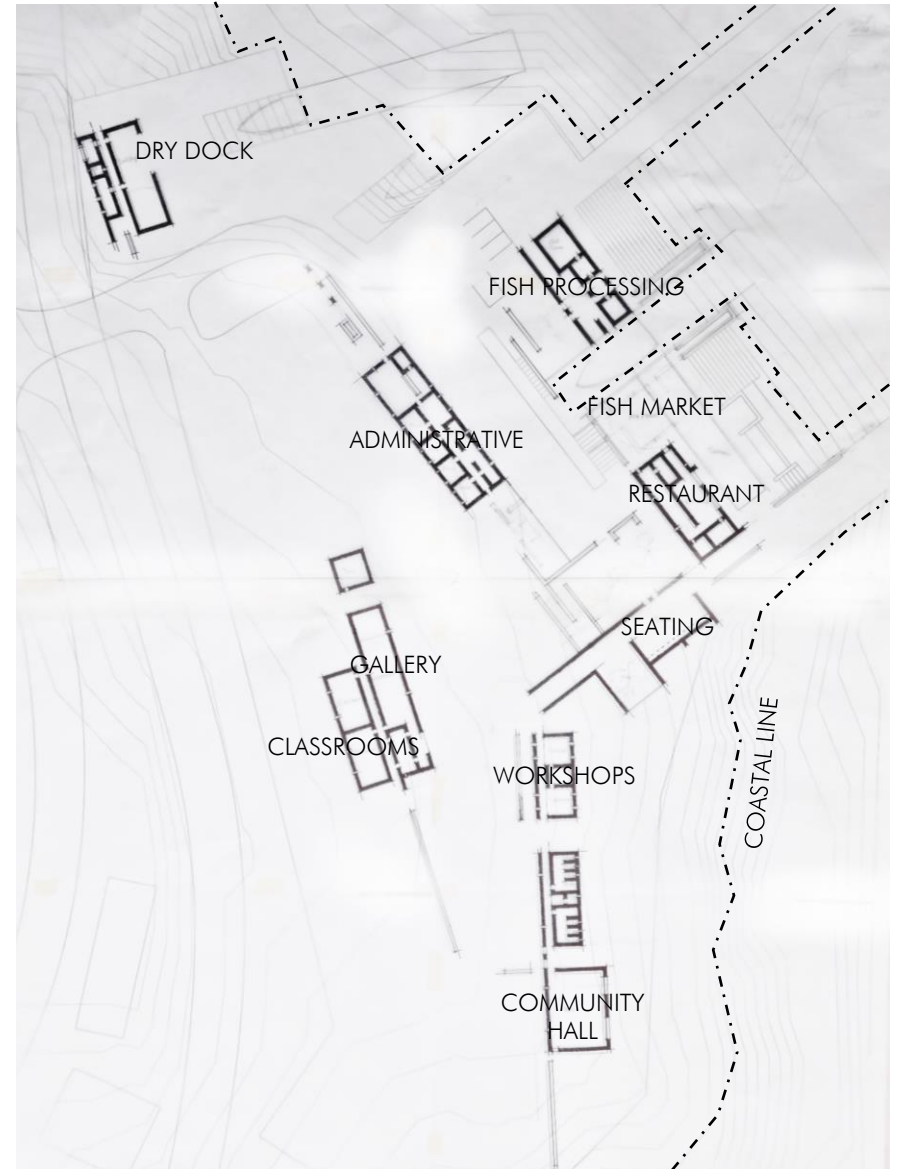 DRY DOCK
FISH PROCESSING
FISH MARKET
ADMINISTRATIVE
RESTAURANT
SEATING
GALLERY
COASTAL LINE
CLASSROOMS
WORKSHOPS
COMMUNITY
HALL